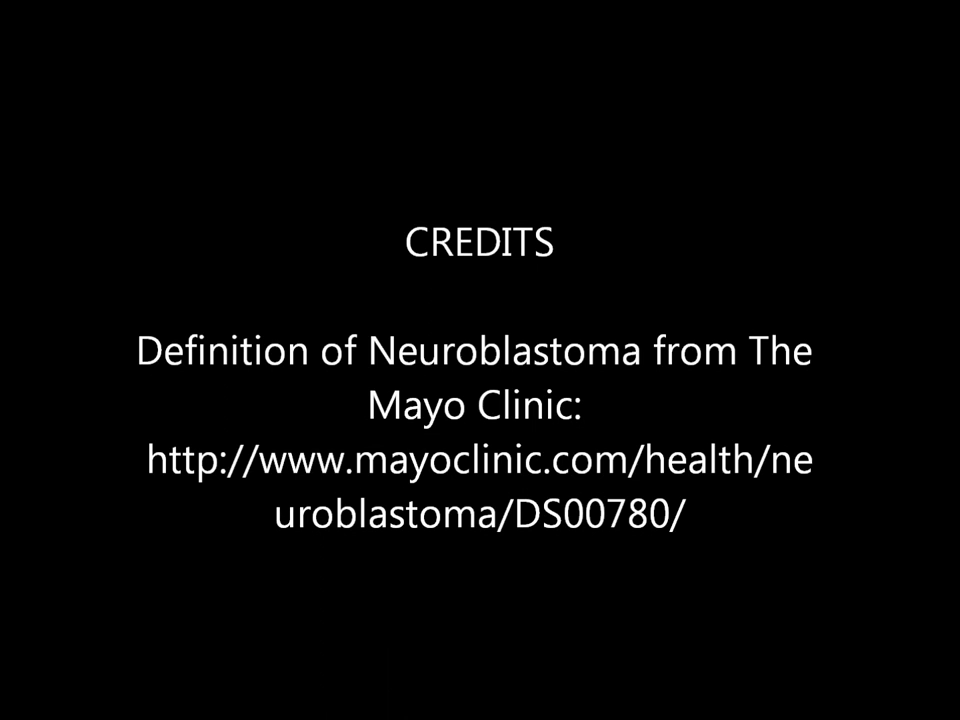 CREDITS
Definition of Neuroblastoma from The
Mayo Clinic:
http://www.mayoclinic.com/health/ne
uroblastoma/DS00780/